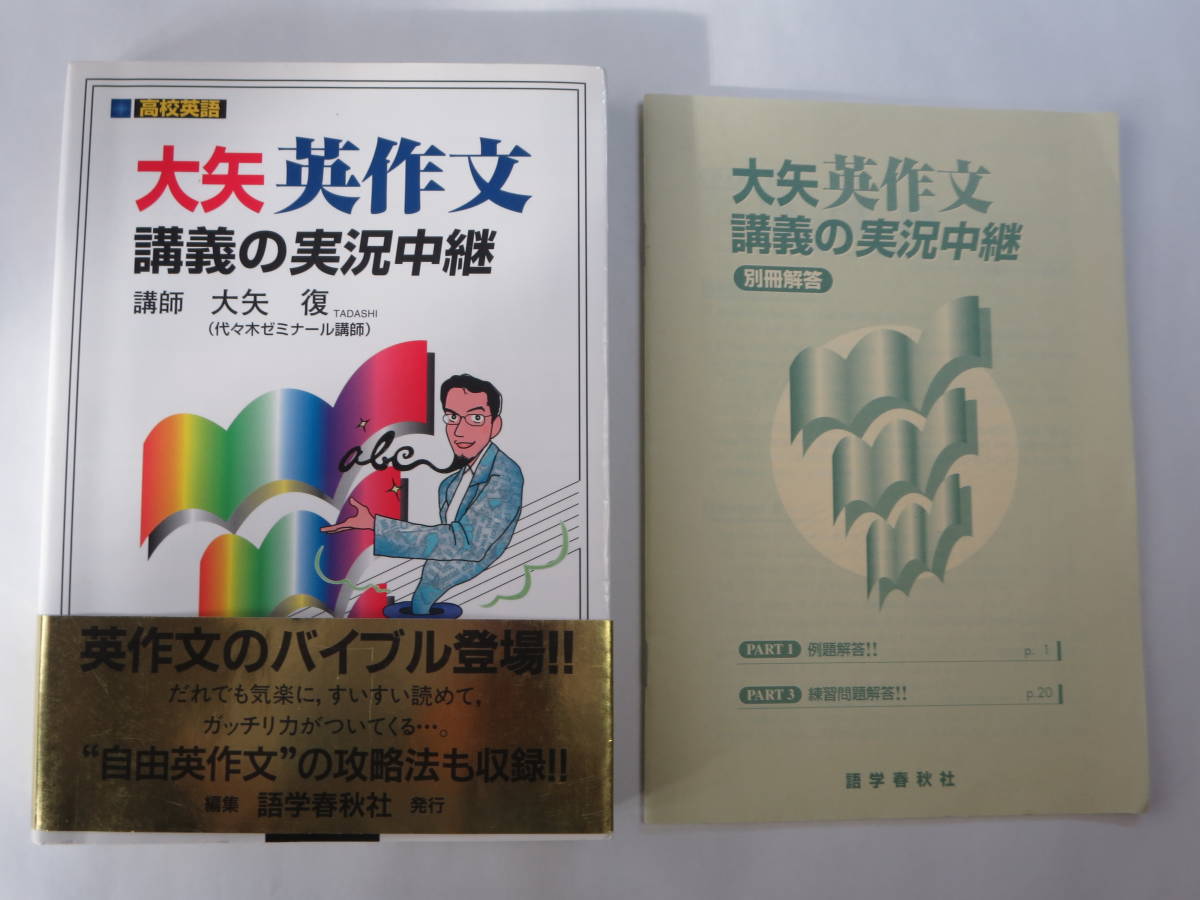 高校英語
大矢 英作文
講義の実況中継
講師 大矢 復 TADASHI
(代々木ゼミナール講師)
abc
英作文のバイブル登場!!
だれでも気楽に,すいすい読めて,
ガッチリ力がついてくる…。
“自由英作文”の攻略法も収録!!
編集 語学春秋社 発行
大矢 英作文
講義の実況中継
別冊解答
PART 1 例題解答!! p. 1
PART 3 練習問題解答!! p.20
語学春秋社